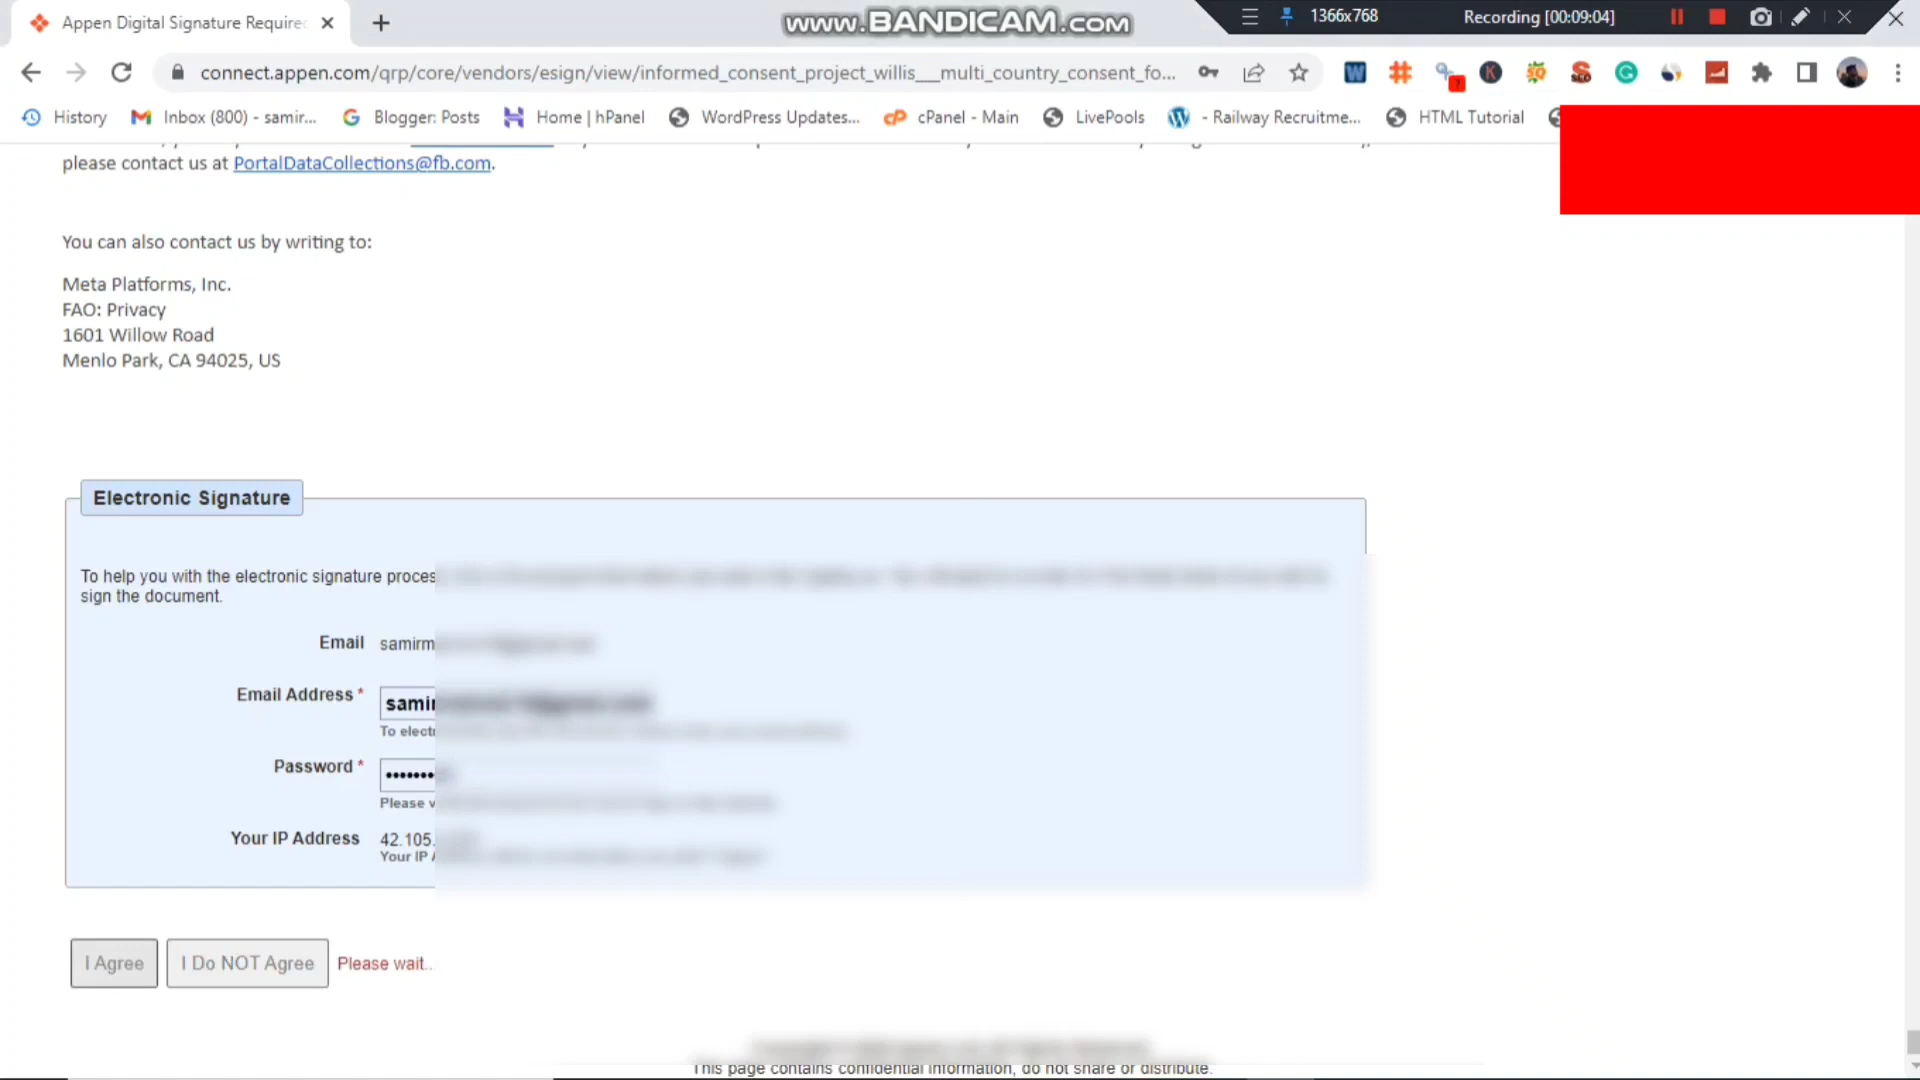 Appen Digital Signature Require
www.BANDICAM.com
1366x768
Recording [00:09:04]
connect.appen.com/qrp/core/vendors/esign/view/informed_consent_project_willis___multi_country_consent_fo...
History
Inbox (800) - samir...
Blogger: Posts
Home | hPanel
WordPress Updates...
cPanel - Main
LivePools
- Railway Recruitme...
HTML Tutorial
please contact us at PortalDataCollections@fb.com.
You can also contact us by writing to:
Meta Platforms, Inc.
FAO: Privacy
1601 Willow Road
Menlo Park, CA 94025, US
Electronic Signature
To help you with the electronic signature proces
sign the document.
Email samirm
Email Address * samir
To electr
Password * •••••••
Please v
Your IP Address 42.105.
Your IP A
I Agree I Do NOT Agree Please wait..
This page contains confidential information, do not share or distribute.